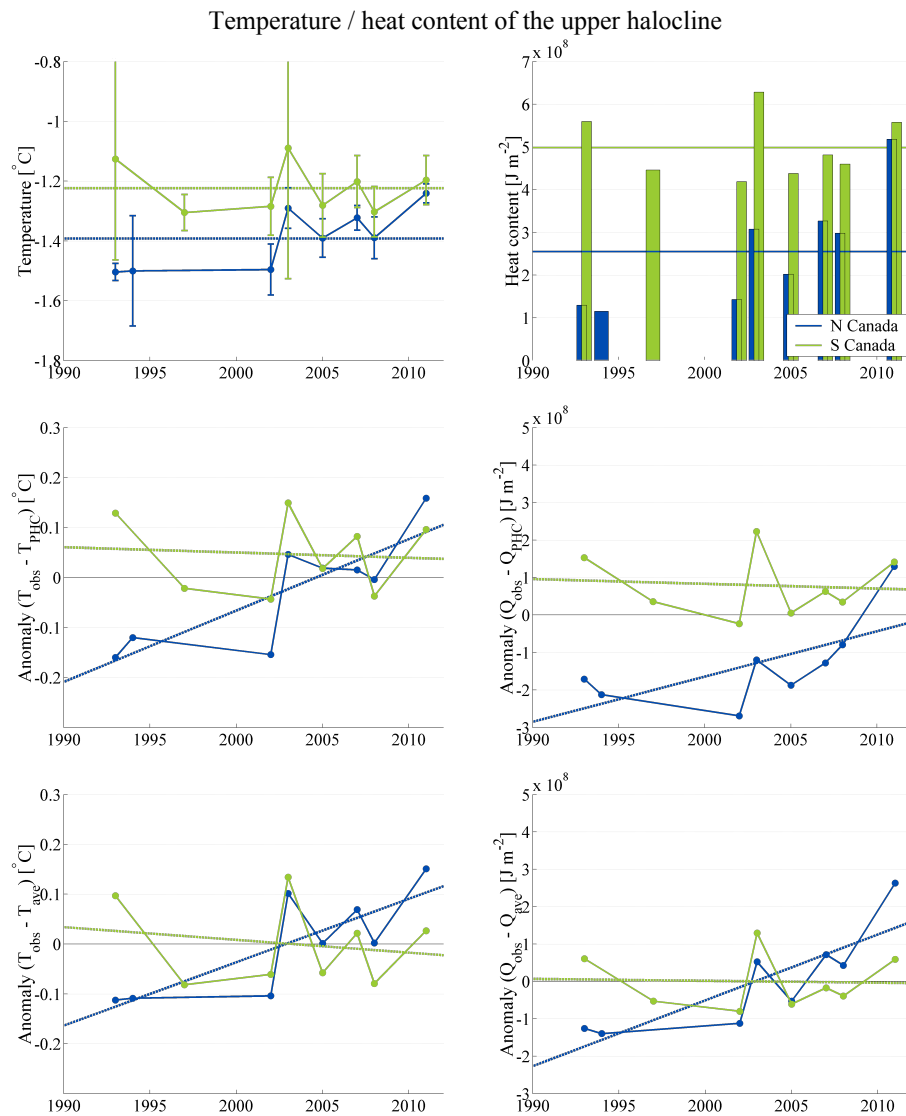 Temperature / heat content of the upper halocline
-0.8
-1
-1.2
-1.4
-1.6
-1.8
Temperature [°C]
1990 1995 2000 2005 2010
x 10^8
7
6
5
4
3
2
1
0
Heat content [J m^-2]
N Canada
S Canada
1990 1995 2000 2005 2010
0.3
0.2
0.1
0
-0.1
-0.2
Anomaly (T_obs - T_PHC) [°C]
1990 1995 2000 2005 2010
x 10^8
5
4
3
2
1
0
-1
-2
-3
Anomaly (Q_obs - Q_PHC) [J m^-2]
1990 1995 2000 2005 2010
0.3
0.2
0.1
0
-0.1
-0.2
Anomaly (T_obs - T_ave) [°C]
1990 1995 2000 2005 2010
x 10^8
5
4
3
2
1
0
-1
-2
-3
Anomaly (Q_obs - Q_ave) [J m^-2]
1990 1995 2000 2005 2010